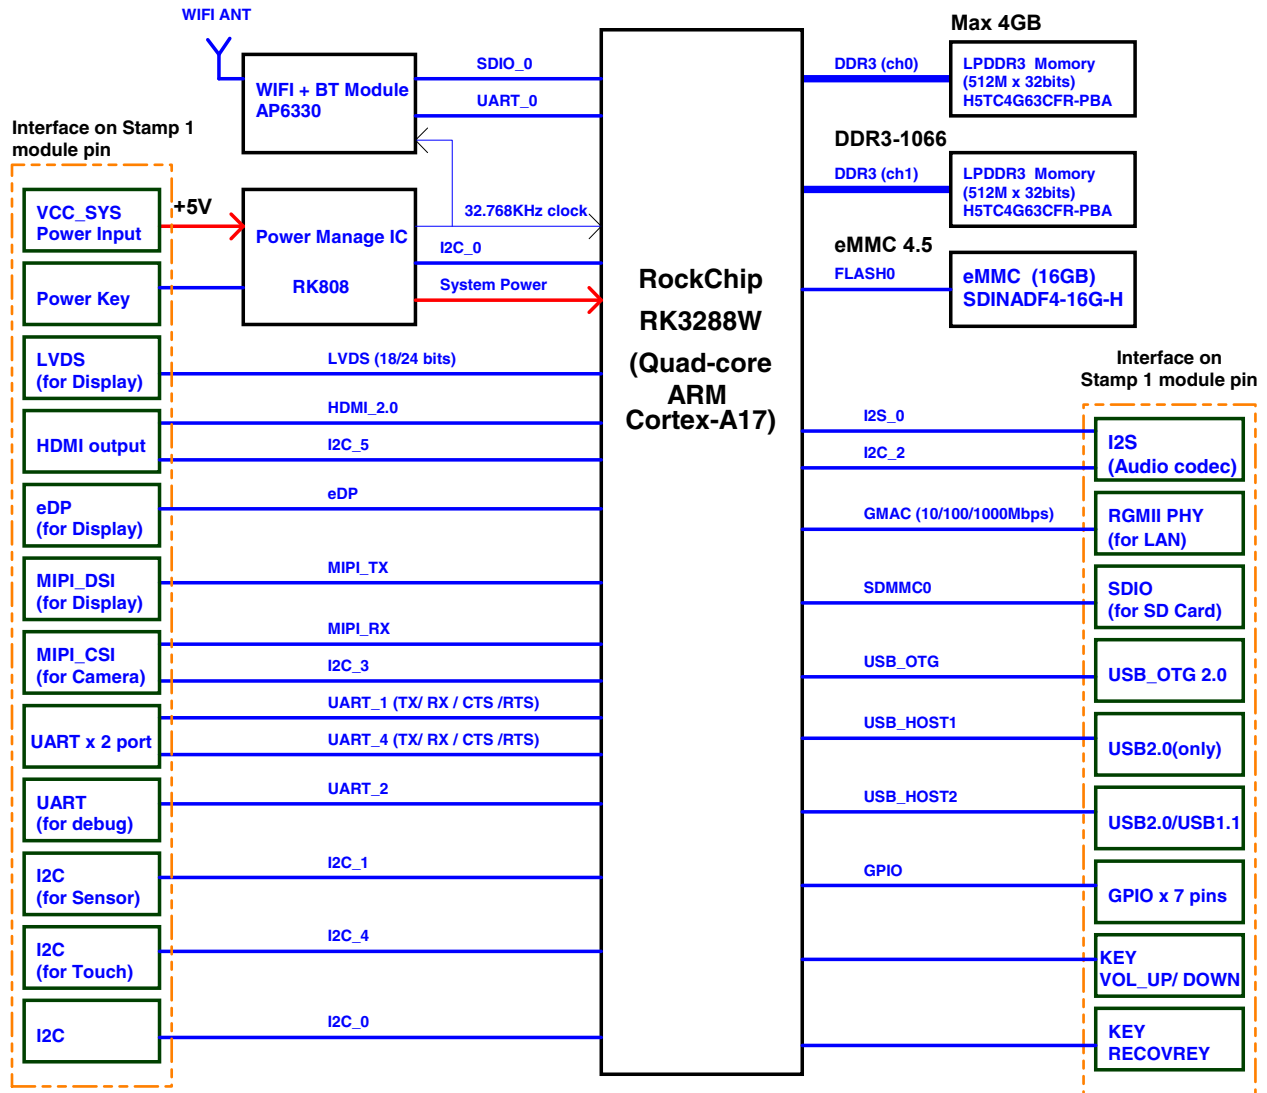 WIFI ANT
Max 4GB
WIFI + BT Module
AP6330
SDIO_0
UART_0
DDR3 (ch0)
LPDDR3 Momory
(512M x 32bits)
H5TC4G63CFR-PBA
Interface on Stamp 1
module pin
DDR3-1066
DDR3 (ch1)
LPDDR3 Momory
(512M x 32bits)
H5TC4G63CFR-PBA
VCC_SYS
Power Input
+5V
Power Manage IC
RK808
32.768KHz clock
I2C_0
System Power
eMMC 4.5
FLASH0
eMMC (16GB)
SDINADF4-16G-H
Power Key
RockChip
RK3288W
(Quad-core
ARM
Cortex-A17)
LVDS
(for Display)
LVDS (18/24 bits)
HDMI output
HDMI_2.0
I2C_5
eDP
(for Display)
eDP
MIPI_DSI
(for Display)
MIPI_TX
MIPI_CSI
(for Camera)
MIPI_RX
I2C_3
UART x 2 port
UART_1 (TX/ RX / CTS /RTS)
UART_4 (TX/ RX / CTS /RTS)
UART
(for debug)
UART_2
I2C
(for Sensor)
I2C_1
I2C
(for Touch)
I2C_4
I2C
I2C_0
Interface on
Stamp 1 module pin
I2S_0
I2C_2
I2S
(Audio codec)
GMAC (10/100/1000Mbps)
RGMII PHY
(for LAN)
SDMMC0
SDIO
(for SD Card)
USB_OTG
USB_OTG 2.0
USB_HOST1
USB2.0(only)
USB_HOST2
USB2.0/USB1.1
GPIO
GPIO x 7 pins
KEY
VOL_UP/ DOWN
KEY
RECOVREY